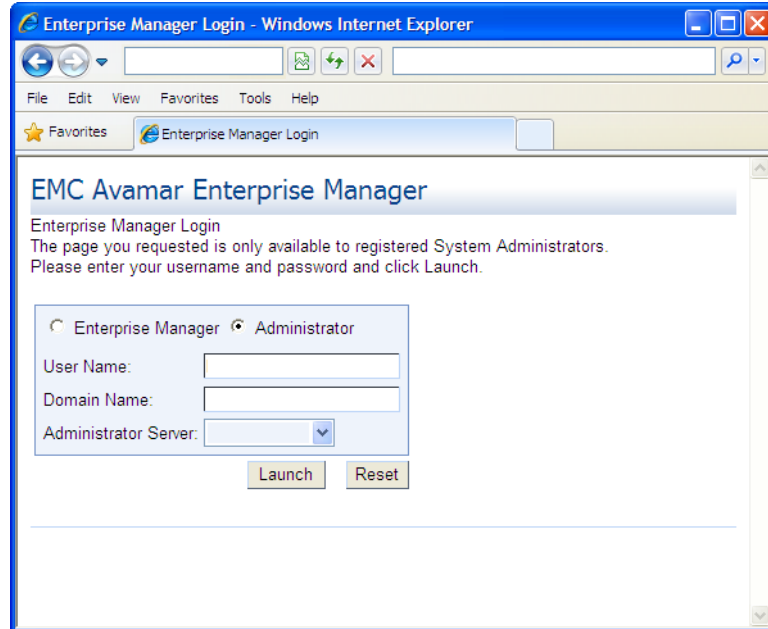 Enterprise Manager Login - Windows Internet Explorer
File Edit View Favorites Tools Help
Favorites Enterprise Manager Login
EMC Avamar Enterprise Manager
Enterprise Manager Login
The page you requested is only available to registered System Administrators.
Please enter your username and password and click Launch.
Enterprise Manager Administrator
User Name:
Domain Name:
Administrator Server:
Launch Reset